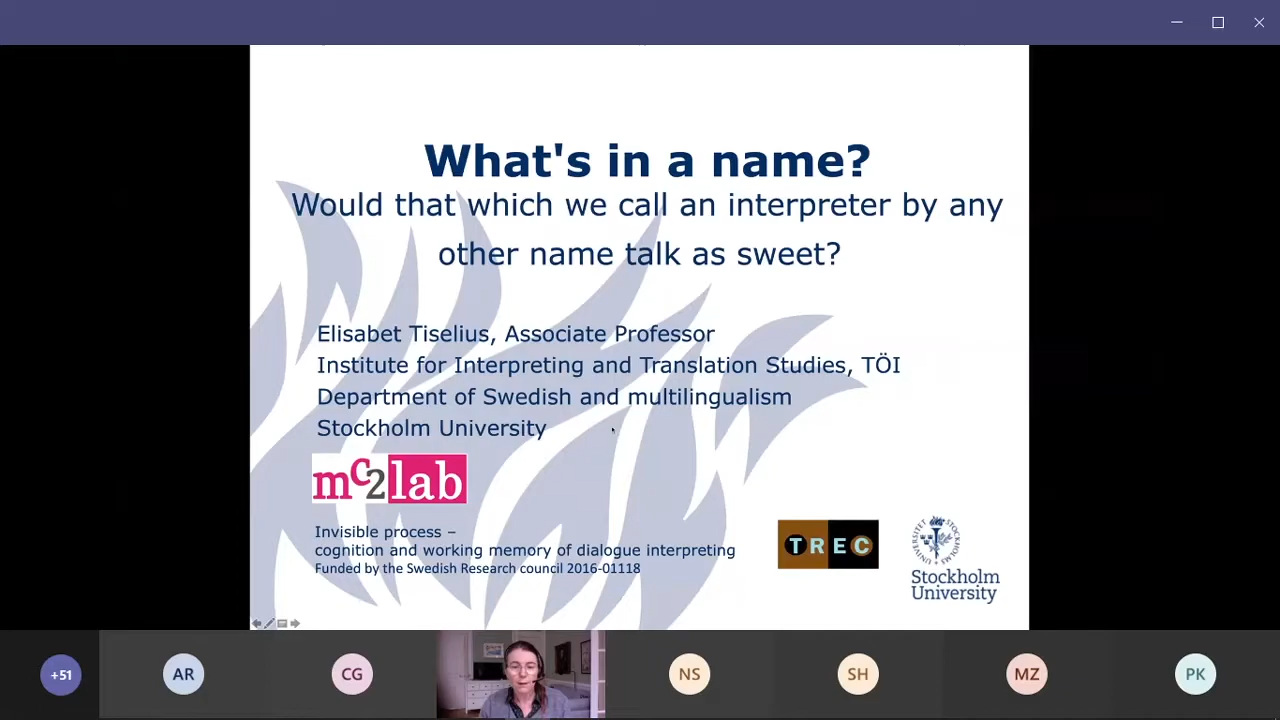 What's in a name?
Would that which we call an interpreter by any
other name talk as sweet?
Elisabet Tiselius, Associate Professor
Institute for Interpreting and Translation Studies, TÖI
Department of Swedish and multilingualism
Stockholm University
mc2lab
Invisible process –
cognition and working memory of dialogue interpreting
Funded by the Swedish Research council 2016-01118
TREC
Stockholm
University
+51
AR
CG
NS
SH
MZ
PK